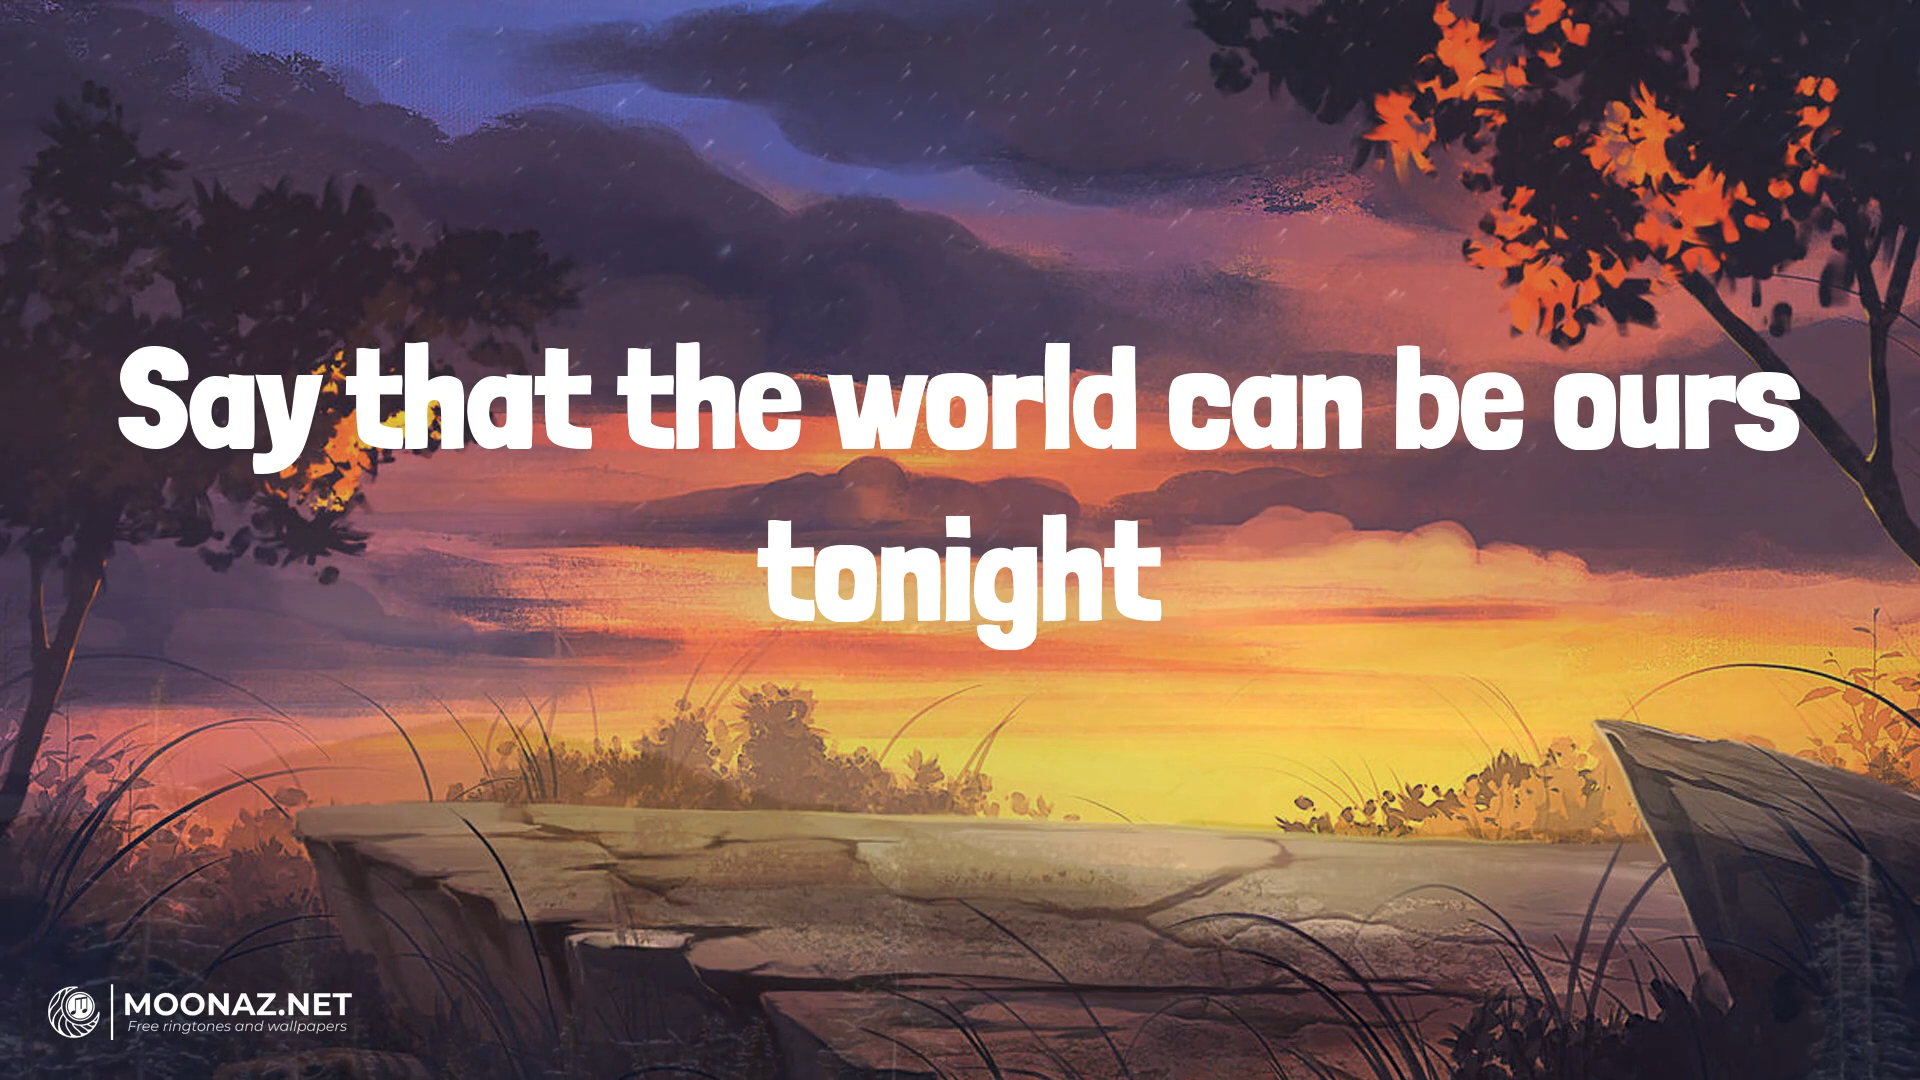 Say that the world can be ours
tonight
MOONAZ.NET
Free ringtones and wallpapers